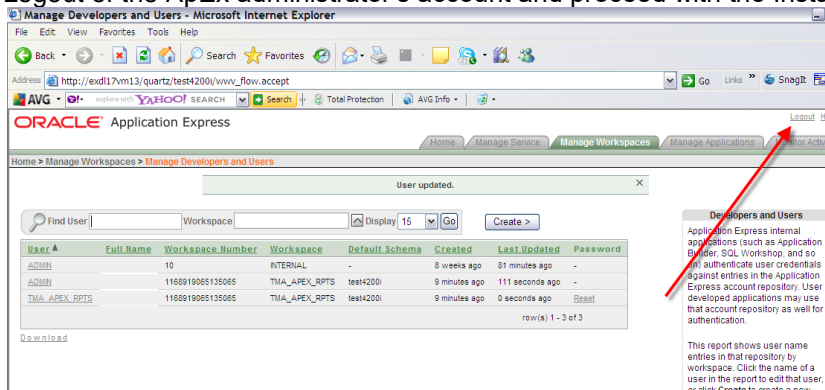 Logout of the ApEx administrator's account and proceed with the
Manage Developers and Users - Microsoft Internet Explorer
File Edit View Favorites Tools Help
Back Search Favorites
Address http://exdl17vm13/quartz/test4200i/wwv_flow.accept Go Links » SnagIt
AVG explore with YAHOO! SEARCH Search Total Protection AVG Info
ORACLE Application Express
Logout
Home Manage Service Manage Workspaces Manage Applications Monitor
Home > Manage Workspaces > Manage Developers and Users
User updated. ×
Find User Workspace Display 15 Go Create >
User Full Name Workspace Number Workspace Default Schema Created Last Updated Password
ADMIN 10 INTERNAL - 8 weeks ago 81 minutes ago -
ADMIN 1168919065135065 TMA_APEX_RPTS test4200i 9 minutes ago 111 seconds ago -
TMA_APEX_RPTS 1168919065135065 TMA_APEX_RPTS test4200i 9 minutes ago 0 seconds ago Reset
row(s) 1 - 3 of 3
Download
Developers and Users
Application Express internal
applications (such as Application
Builder, SQL Workshop, and so
on) authenticate user credentials
against entries in the Application
Express account repository. User
developed applications may use
that account repository as well for
authentication.
This report shows user name
entries in that repository by
workspace. Click the name of a
user in the report to edit that user,
or click Create to create a new